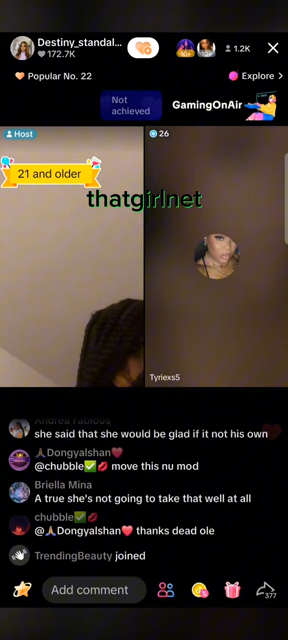 Destiny_standal...
172.7K
1.2K
Popular No. 22
Explore >
Not
achieved
GamingOnAir
Host
26
21 and older
thatgirlnet
Tyriexs5
Andrea Fabious
she said that she would be glad if it not his own
🙏🏾Dongyalshan❤️
@chubble✅💋 move this nu mod
Briella Mina
A true she's not going to take that well at all
chubble✅💋
@🙏🏾Dongyalshan❤️ thanks dead ole
TrendingBeauty joined
Add comment
377